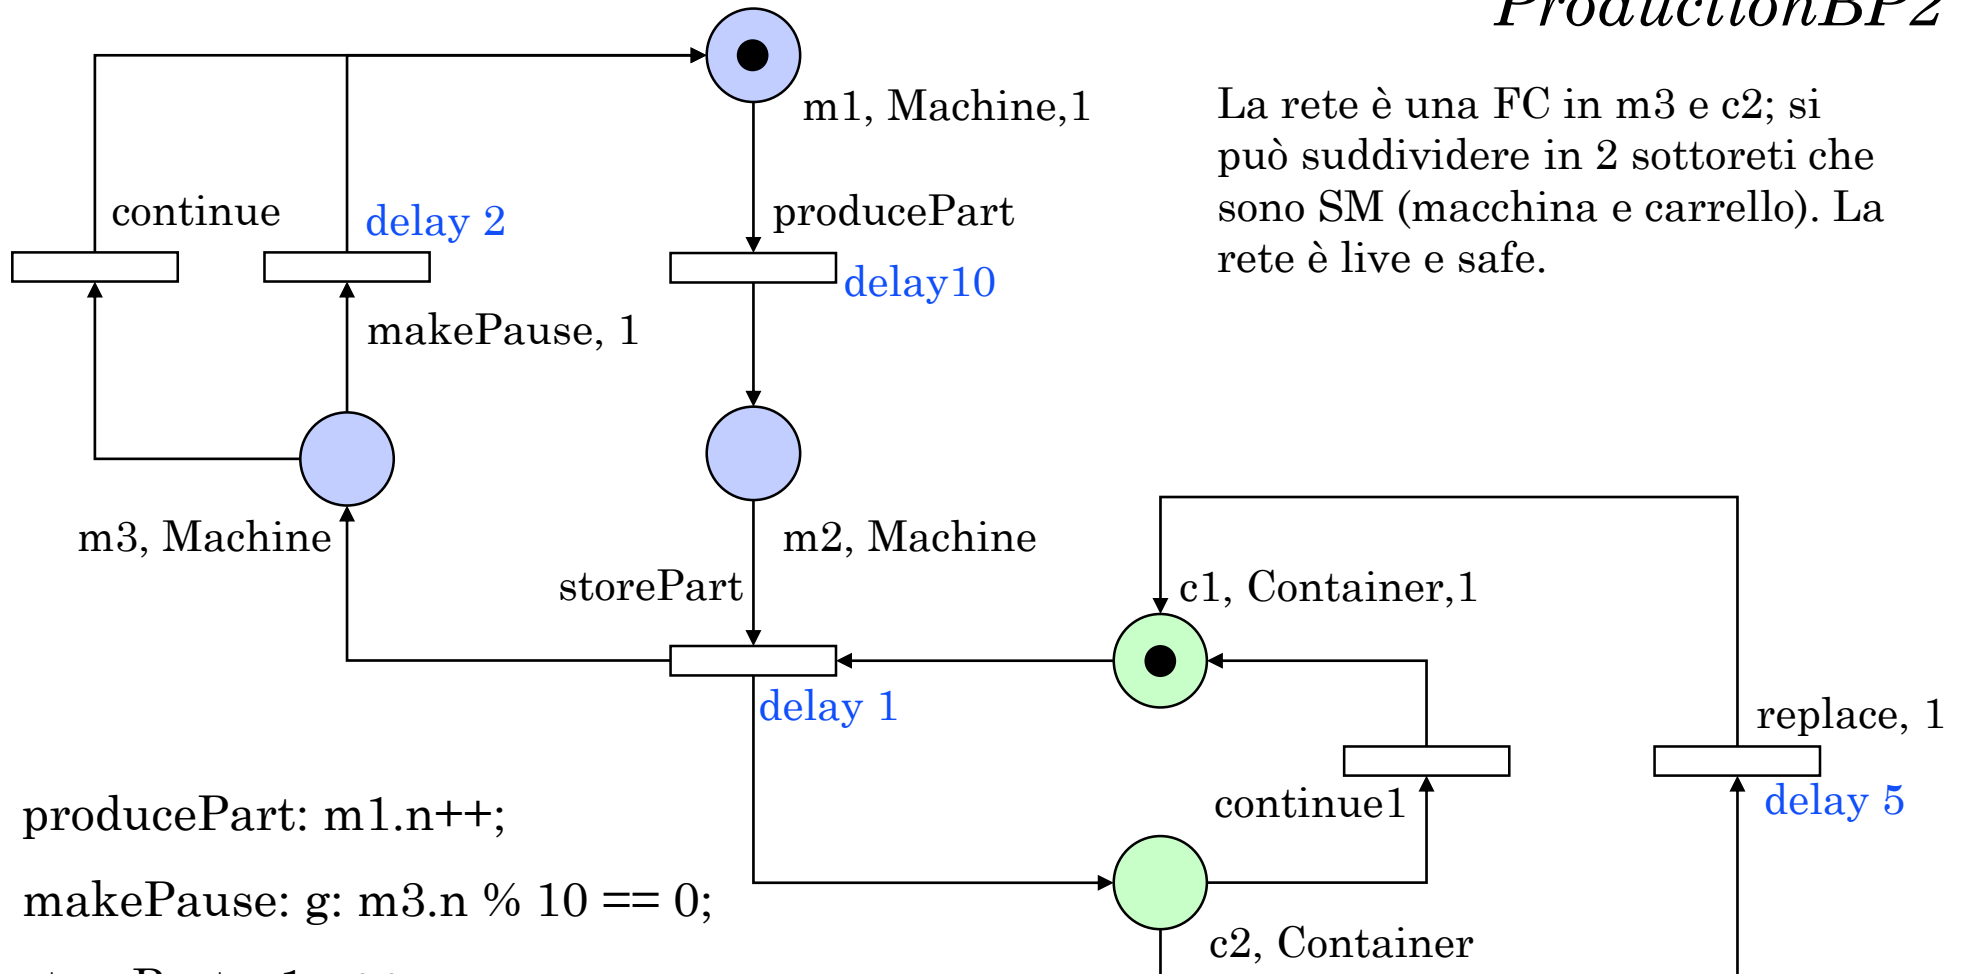 ProductionBP2
m1, Machine,1
La rete è una FC in m3 e c2; si
può suddividere in 2 sottoreti che
sono SM (macchina e carrello). La
rete è live e safe.
continue
delay 2
producePart
delay10
makePause, 1
m3, Machine
m2, Machine
storePart
c1, Container,1
delay 1
replace, 1
continue1
delay 5
producePart: m1.n++;
makePause: g: m3.n % 10 == 0;
c2, Container